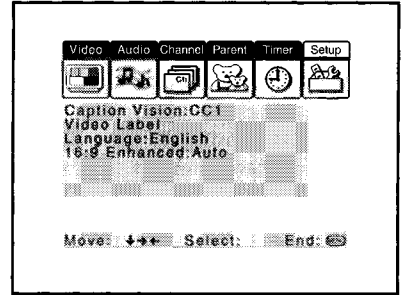 Video Audio Channel Parent Timer Setup
Ch
Caption Vision:CC1
Video Label
Language:English
16:9 Enhanced:Auto
Move: ↓→← Select: End: